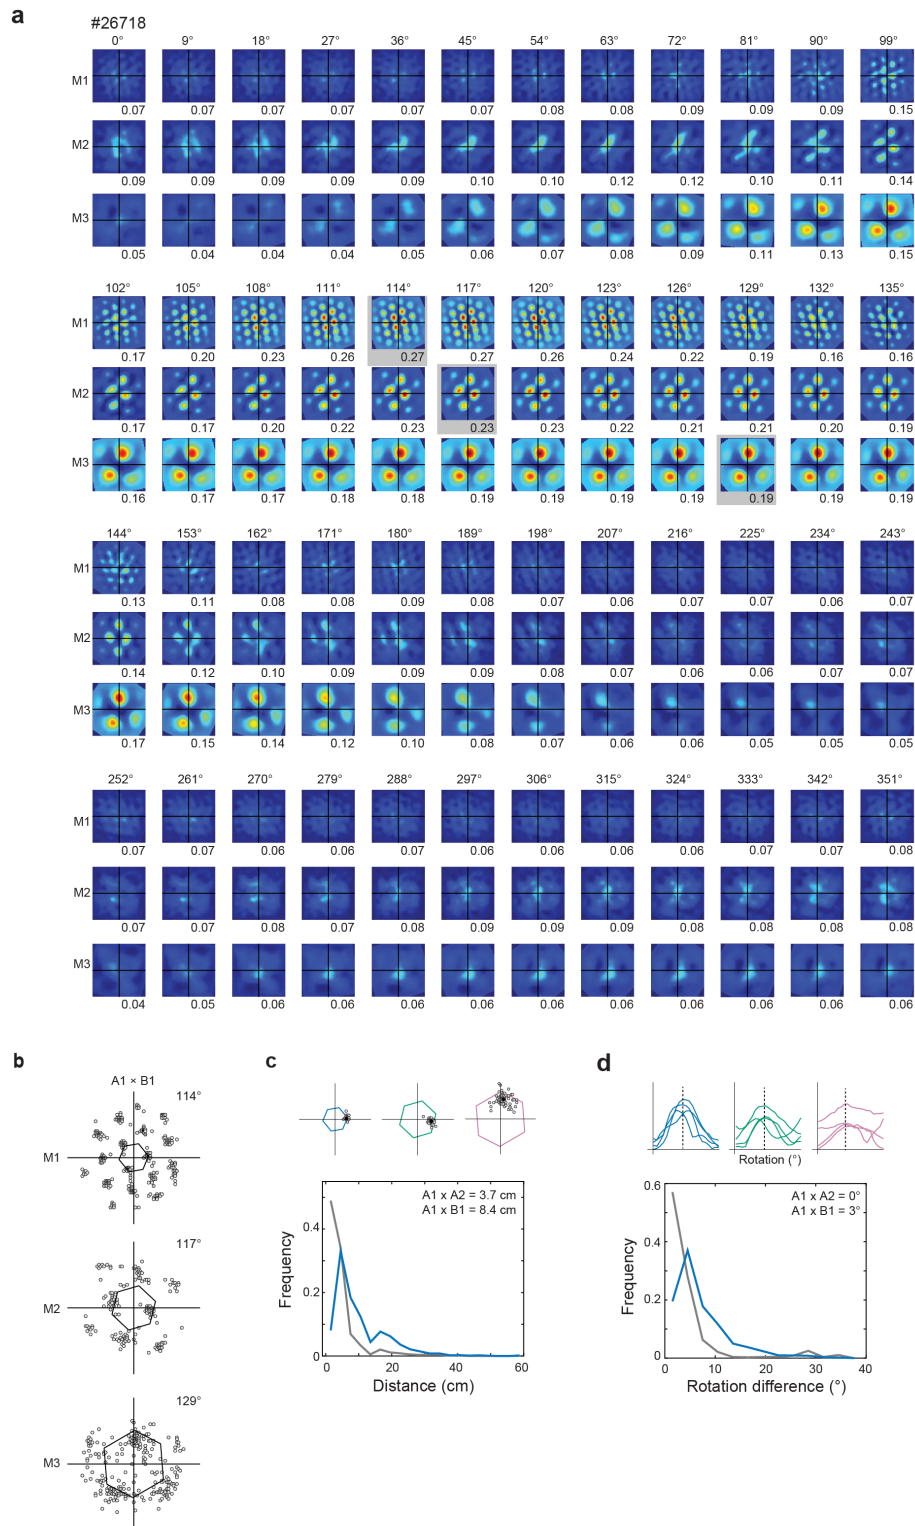 a
#26718
0° 9° 18° 27° 36° 45° 54° 63° 72° 81° 90° 99°
M1
0.07 0.07 0.07 0.07 0.07 0.07 0.08 0.08 0.09 0.09 0.09 0.15
M2
0.09 0.09 0.09 0.09 0.09 0.10 0.10 0.12 0.12 0.10 0.11 0.14
M3
0.05 0.04 0.04 0.04 0.05 0.06 0.07 0.08 0.09 0.11 0.13 0.15
102° 105° 108° 111° 114° 117° 120° 123° 126° 129° 132° 135°
M1
0.17 0.20 0.23 0.26 0.27 0.27 0.26 0.24 0.22 0.19 0.16 0.16
M2
0.17 0.17 0.20 0.22 0.23 0.23 0.23 0.22 0.21 0.21 0.20 0.19
M3
0.16 0.17 0.17 0.18 0.18 0.19 0.19 0.19 0.19 0.19 0.19 0.19
144° 153° 162° 171° 180° 189° 198° 207° 216° 225° 234° 243°
M1
0.13 0.11 0.08 0.08 0.09 0.08 0.07 0.06 0.07 0.07 0.06 0.07
M2
0.14 0.12 0.10 0.09 0.09 0.09 0.08 0.07 0.06 0.06 0.07 0.07
M3
0.17 0.15 0.14 0.12 0.10 0.08 0.07 0.06 0.06 0.05 0.05 0.05
252° 261° 270° 279° 288° 297° 306° 315° 324° 333° 342° 351°
M1
0.07 0.07 0.06 0.06 0.07 0.06 0.06 0.06 0.06 0.07 0.07 0.08
M2
0.07 0.07 0.08 0.07 0.08 0.09 0.09 0.09 0.08 0.08 0.08 0.08
M3
0.04 0.05 0.06 0.06 0.06 0.06 0.06 0.06 0.06 0.06 0.06 0.06
b
A1 × B1
114°
M1
117°
M2
129°
M3
c
A1 x A2 = 3.7 cm
A1 x B1 = 8.4 cm
Frequency
0.4
0.2
0
0 20 40 60
Distance (cm)
d
Rotation (°)
A1 x A2 = 0°
A1 x B1 = 3°
Frequency
0.6
0.4
0.2
0
0 10 20 30 40
Rotation difference (°)